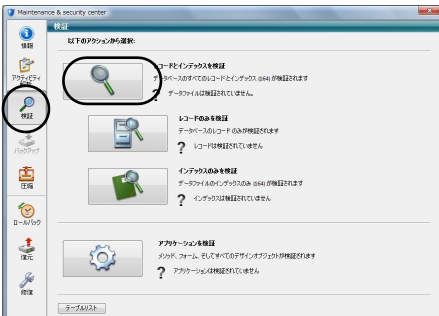 Maintenance & security center
検証
以下のアクションから選択:
情報
アクティビティ
検証
バックアップ
圧縮
ロールバック
復元
修復
レコードとインデックスを検証
データベースのすべてのレコードとインデックス (164) が検証されます
? データファイルは検証されていません。
レコードのみを検証
データベースのレコードのみが検証されます
? レコードは検証されていません
インデックスのみを検証
データファイルのインデックスのみ (164) が検証されます
? インデックスは検証されていません
アプリケーションを検証
メソッド、フォーム、そしてすべてのデザインオブジェクトが検証されます
? アプリケーションは検証されていません
テーブルリスト